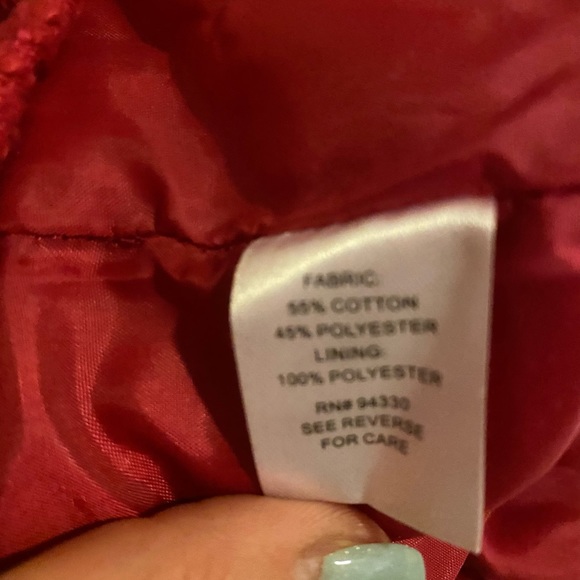 FABRIC:
55% COTTON
45% POLYESTER
LINING:
100% POLYESTER
RN# 94330
SEE REVERSE
FOR CARE